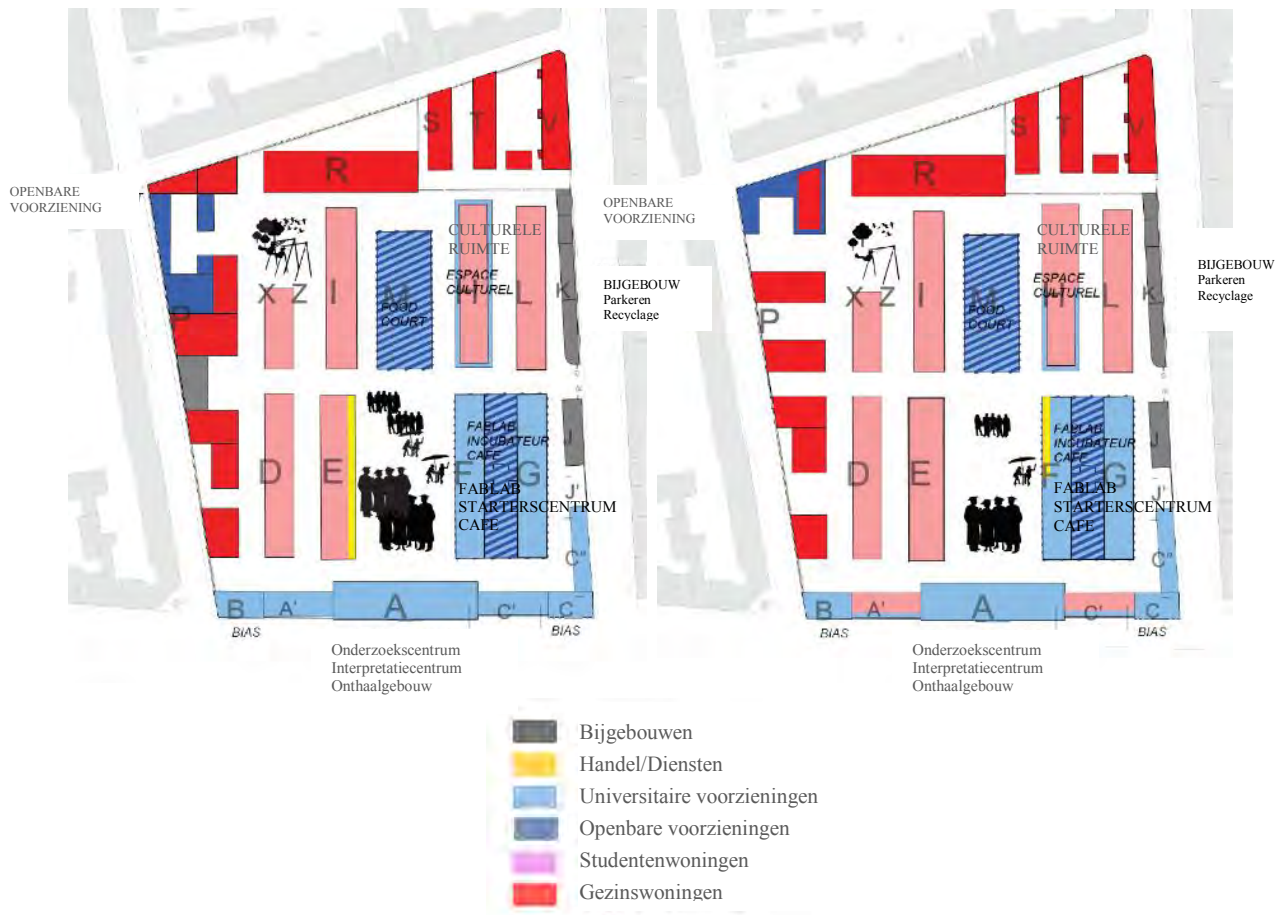 S T V
R
OPENBARE
VOORZIENING
CULTURELE
RUIMTE
ESPACE
CULTUREL
X Z I M H L K
FOOD
COURT
P
BIJGEBOUW
Parkeren
Recyclage
FABLAB
INCUBATEUR
CAFE
D E F G J
FABLAB
STARTERSCENTRUM
CAFE
J'
C"
B A' A C' C
BIAS
BIAS
Onderzoekscentrum
Interpretatiecentrum
Onthaalgebouw
S T V
R
OPENBARE
VOORZIENING
CULTURELE
RUIMTE
ESPACE
CULTUREL
X Z I M H L K
FOOD
COURT
P
BIJGEBOUW
Parkeren
Recyclage
FABLAB
INCUBATEUR
CAFE
D E F G J
FABLAB
STARTERSCENTRUM
CAFE
J'
C"
B A' A C' C
BIAS
BIAS
Onderzoekscentrum
Interpretatiecentrum
Onthaalgebouw
Bijgebouwen
Handel/Diensten
Universitaire voorzieningen
Openbare voorzieningen
Studentenwoningen
Gezinswoningen